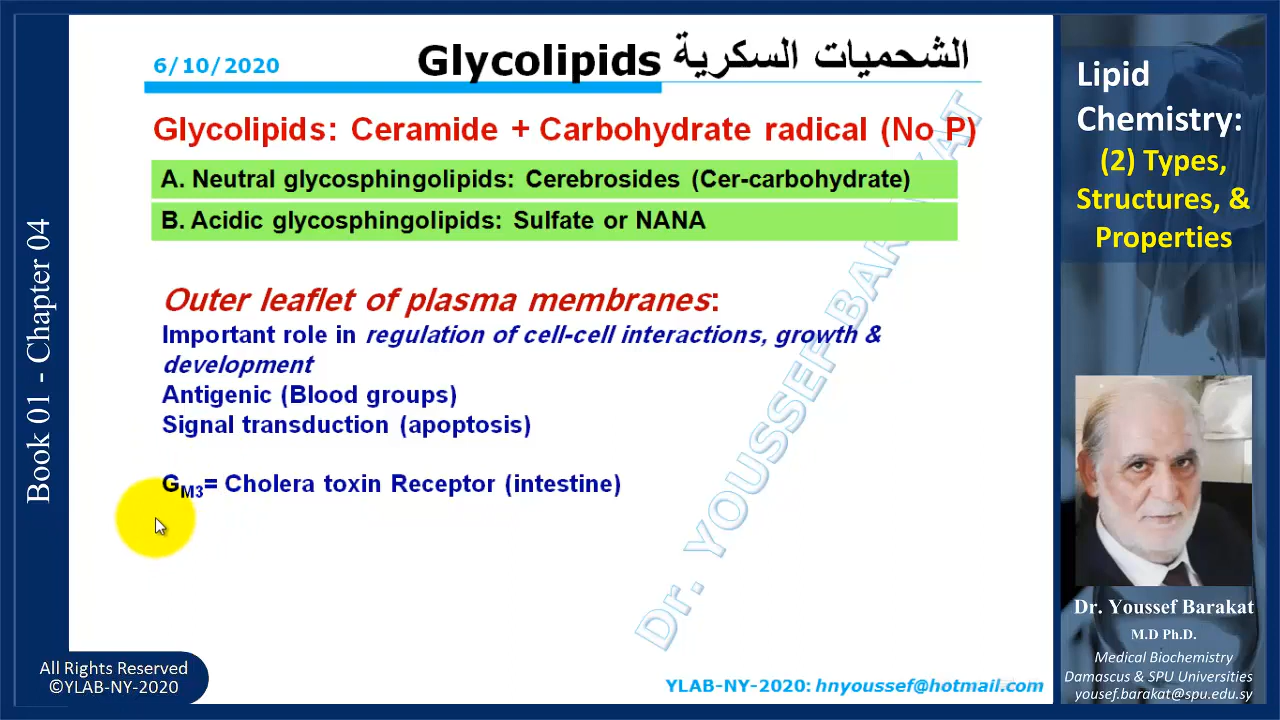 6/10/2020
Glycolipids الشحميات السكرية
Glycolipids: Ceramide + Carbohydrate radical (No P)
A. Neutral glycosphingolipids: Cerebrosides (Cer-carbohydrate)
B. Acidic glycosphingolipids: Sulfate or NANA
Outer leaflet of plasma membranes:
Important role in regulation of cell-cell interactions, growth &
development
Antigenic (Blood groups)
Signal transduction (apoptosis)
GM3= Cholera toxin Receptor (intestine)
Dr. YOUSSEF BARAKAT
YLAB-NY-2020: hnyoussef@hotmail.com
Book 01 - Chapter 04
All Rights Reserved
©YLAB-NY-2020
Lipid
Chemistry:
(2) Types,
Structures, &
Properties
Dr. Youssef Barakat
M.D Ph.D.
Medical Biochemistry
Damascus & SPU Universities
yousef.barakat@spu.edu.sy